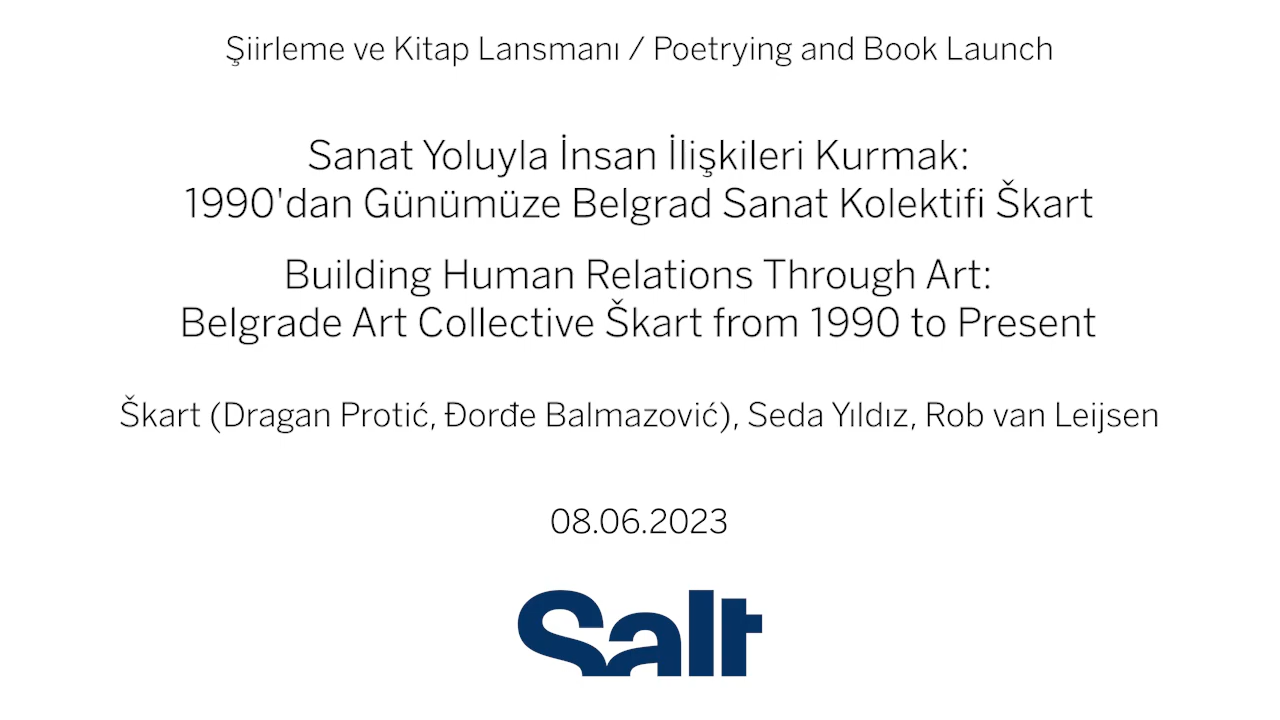 Şiirleme ve Kitap Lansmanı / Poetrying and Book Launch
Sanat Yoluyla İnsan İlişkileri Kurmak:
1990'dan Günümüze Belgrad Sanat Kolektifi Škart
Building Human Relations Through Art:
Belgrade Art Collective Škart from 1990 to Present
Škart (Dragan Protić, Đorđe Balmazović), Seda Yıldız, Rob van Leijsen
08.06.2023
Salt